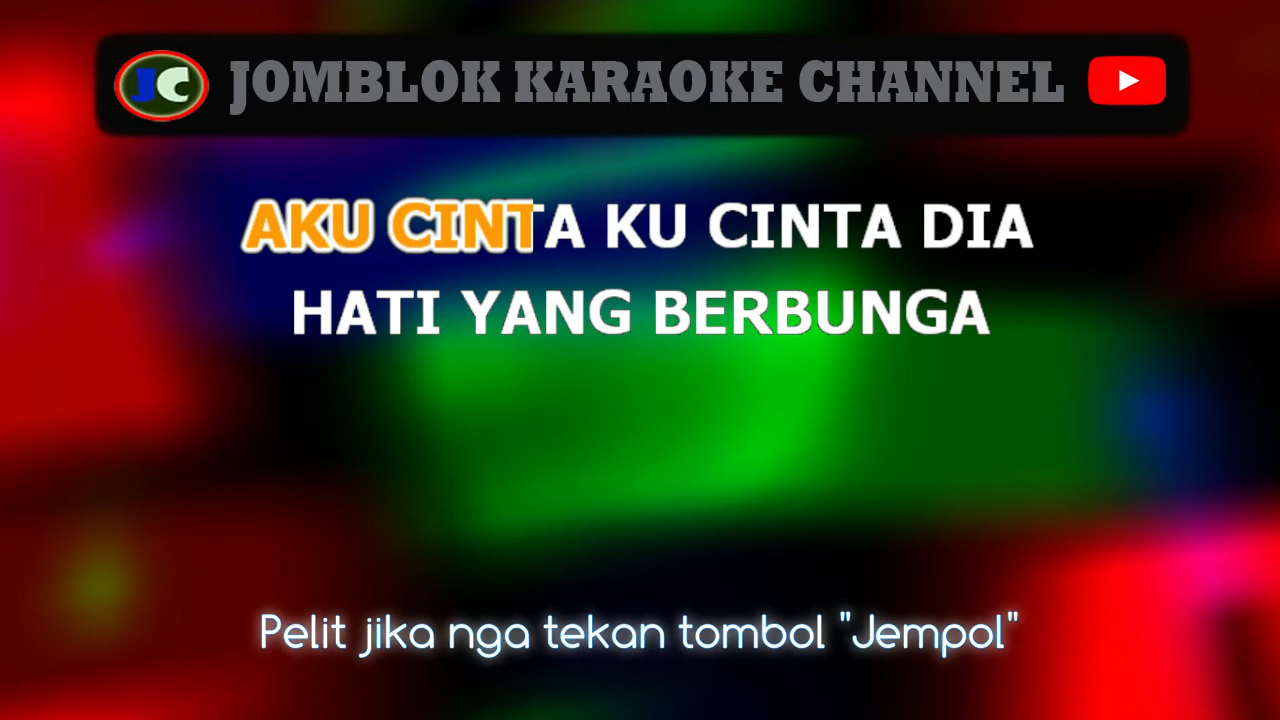 JC JOMBLOK KARAOKE CHANNEL
AKU CINTA KU CINTA DIA
HATI YANG BERBUNGA
Pelit jika nga tekan tombol "Jempol"